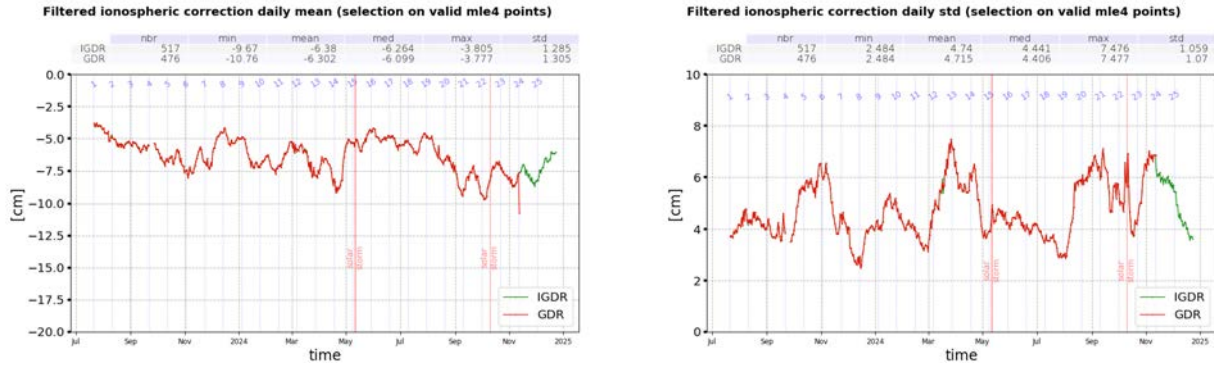 Filtered ionospheric correction daily mean (selection on valid mle4 points)
nbr min mean med max std
IGDR 517 -9.67 -6.38 -6.264 -3.805 1.285
GDR 476 -10.76 -6.302 -6.099 -3.777 1.305
0.0
1 2 3 4 5 6 7 8 9 10 11 12 13 14 15 16 17 18 19 20 21 22 23 24 25
-2.5
-5.0
-7.5
-10.0
-12.5
-15.0
-17.5
-20.0
[cm]
solar storm
solar storm
IGDR
GDR
Jul Sep Nov 2024 Mar May Jul Sep Nov 2025
time
Filtered ionospheric correction daily std (selection on valid mle4 points)
nbr min mean med max std
IGDR 517 2.484 4.74 4.441 7.476 1.059
GDR 476 2.484 4.715 4.406 7.477 1.07
10
1 2 3 4 5 6 7 8 9 10 11 12 13 14 15 16 17 18 19 20 21 22 23 24 25
8
6
4
2
0
[cm]
solar storm
solar storm
IGDR
GDR
Jul Sep Nov 2024 Mar May Jul Sep Nov 2025
time